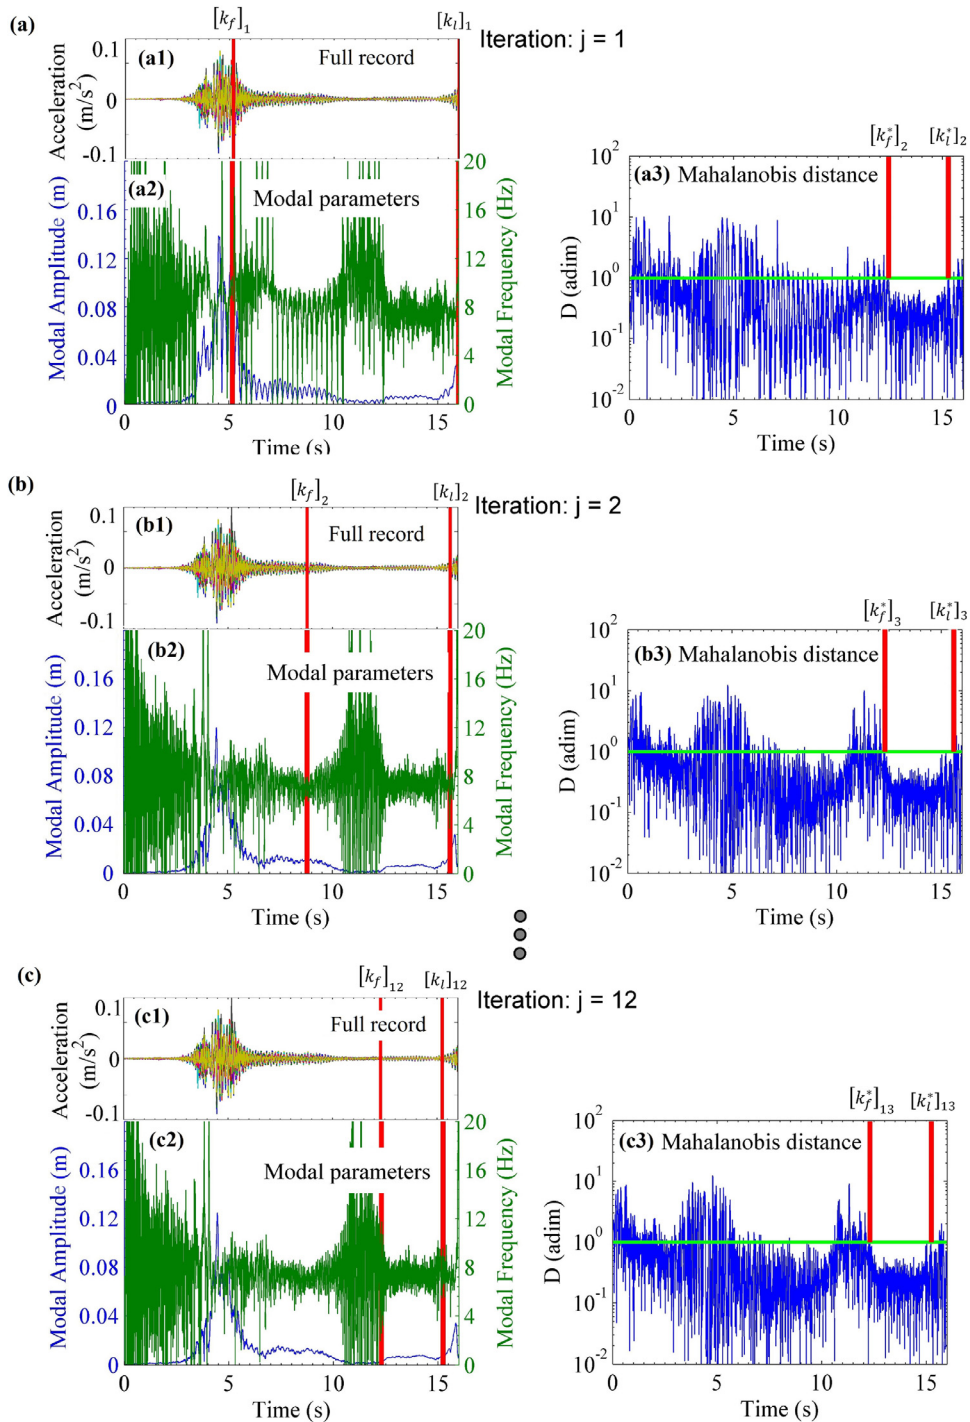 (a)
[k_f]_1
[k_l]_1
Iteration: j = 1
(a1)
Full record
Acceleration
(m/s²)
0.1
0
-0.1
(a2)
Modal parameters
Modal Amplitude (m)
0.16
0.12
0.08
0.04
0
Modal Frequency (Hz)
20
16
12
8
4
0
0 5 10 15
Time (s)
[k_f^*]_2
[k_l^*]_2
(a3) Mahalanobis distance
D (adim)
10^2
10^1
10^0
10^-1
10^-2
0 5 10 15
Time (s)
(b)
[k_f]_2
[k_l]_2
Iteration: j = 2
(b1)
Full record
Acceleration
(m/s²)
0.1
0
-0.1
(b2)
Modal parameters
Modal Amplitude (m)
0.16
0.12
0.08
0.04
0
Modal Frequency (Hz)
20
16
12
8
4
0
0 5 10 15
Time (s)
[k_f^*]_3
[k_l^*]_3
(b3) Mahalanobis distance
D (adim)
10^2
10^1
10^0
10^-1
10^-2
0 5 10 15
Time (s)
(c)
[k_f]_12
[k_l]_12
Iteration: j = 12
(c1)
Full record
Acceleration
(m/s²)
0.1
0
-0.1
(c2)
Modal parameters
Modal Amplitude (m)
0.16
0.12
0.08
0.04
0
Modal Frequency (Hz)
20
16
12
8
4
0
0 5 10 15
Time (s)
[k_f^*]_13
[k_l^*]_13
(c3) Mahalanobis distance
D (adim)
10^2
10^1
10^0
10^-1
10^-2
0 5 10 15
Time (s)